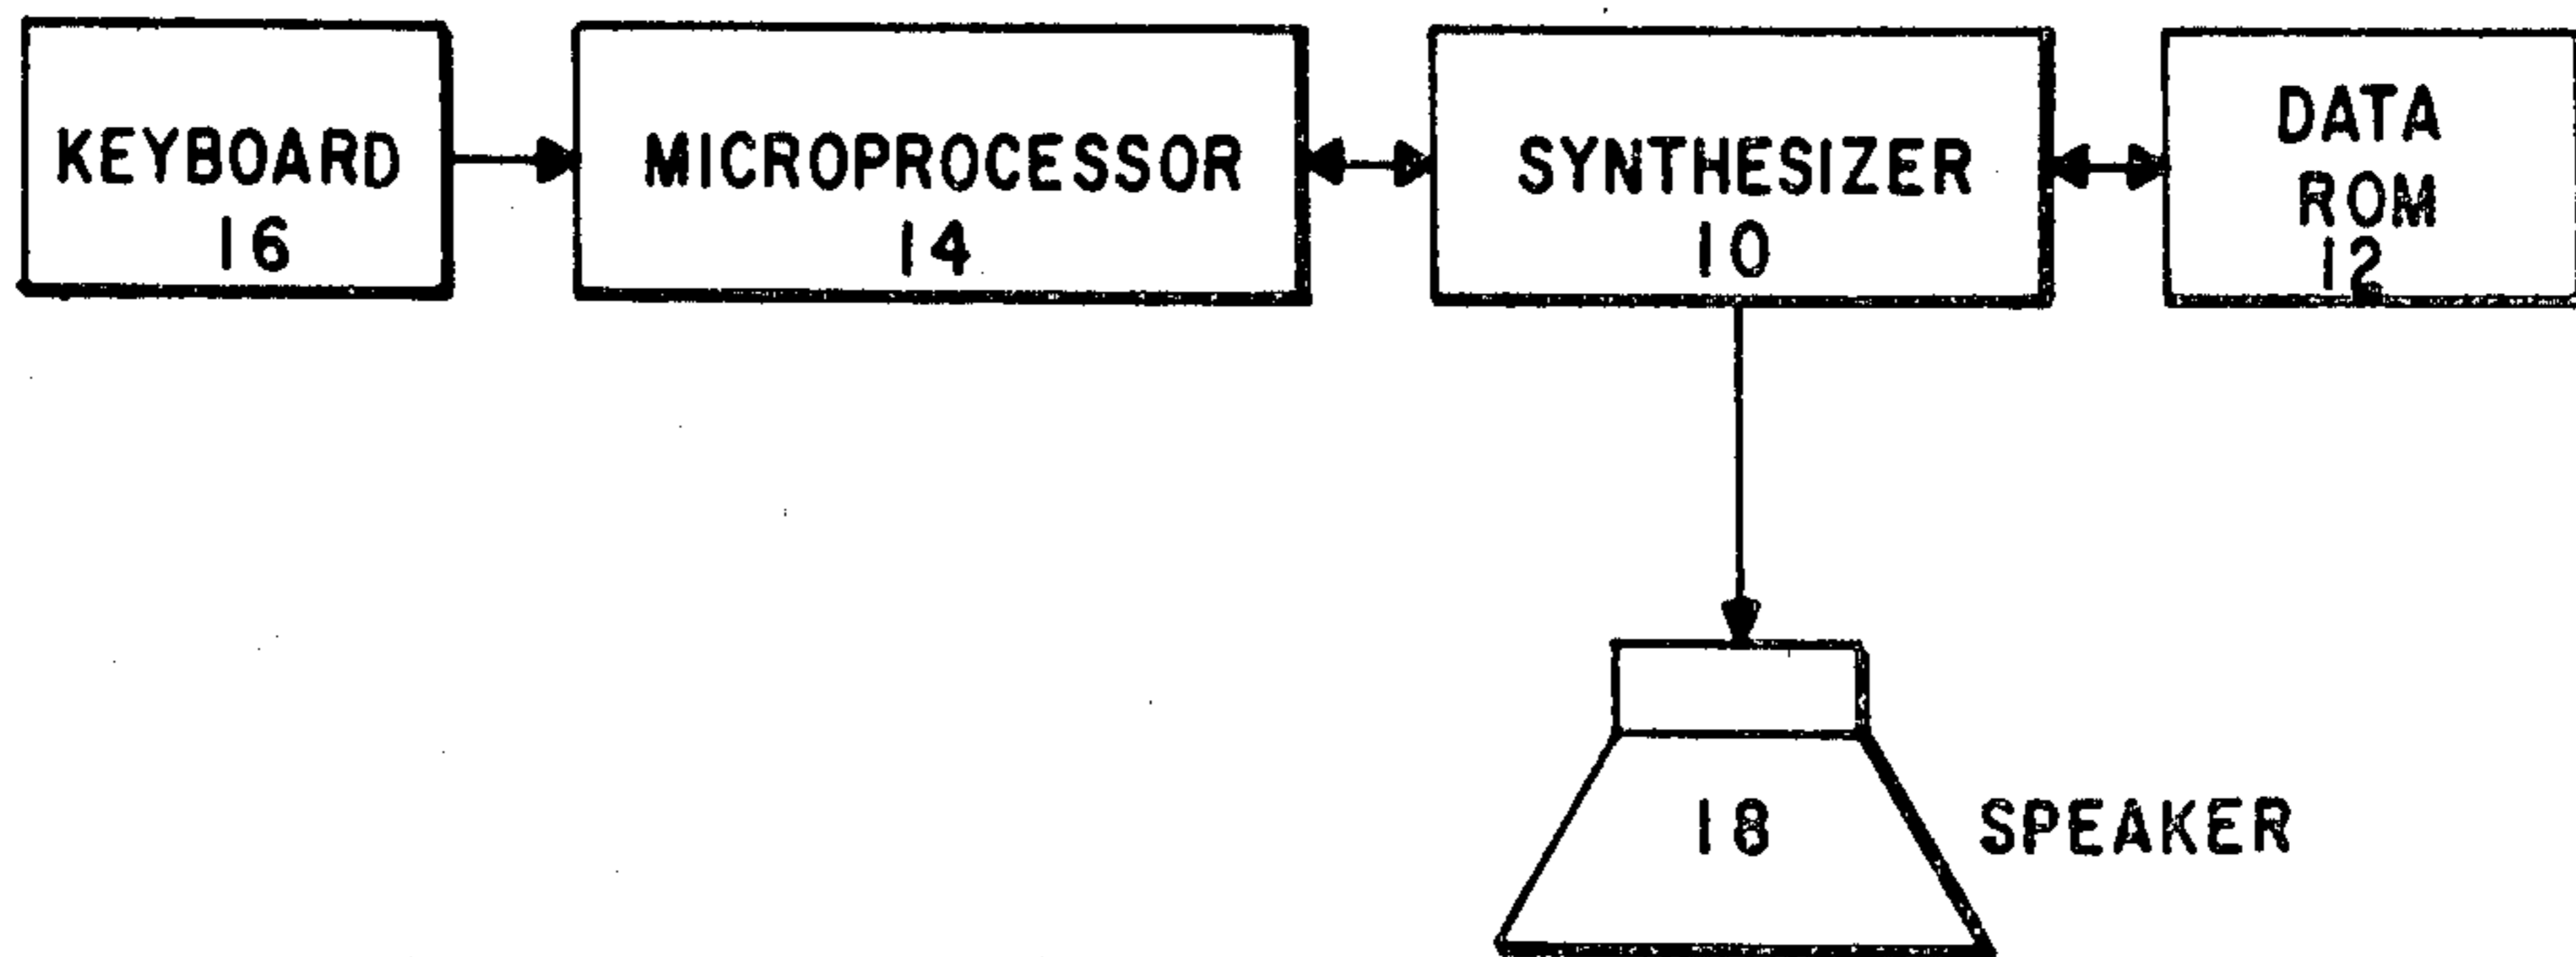 KEYBOARD
16
MICROPROCESSOR
14
SYNTHESIZER
10
DATA
ROM
12
18
SPEAKER